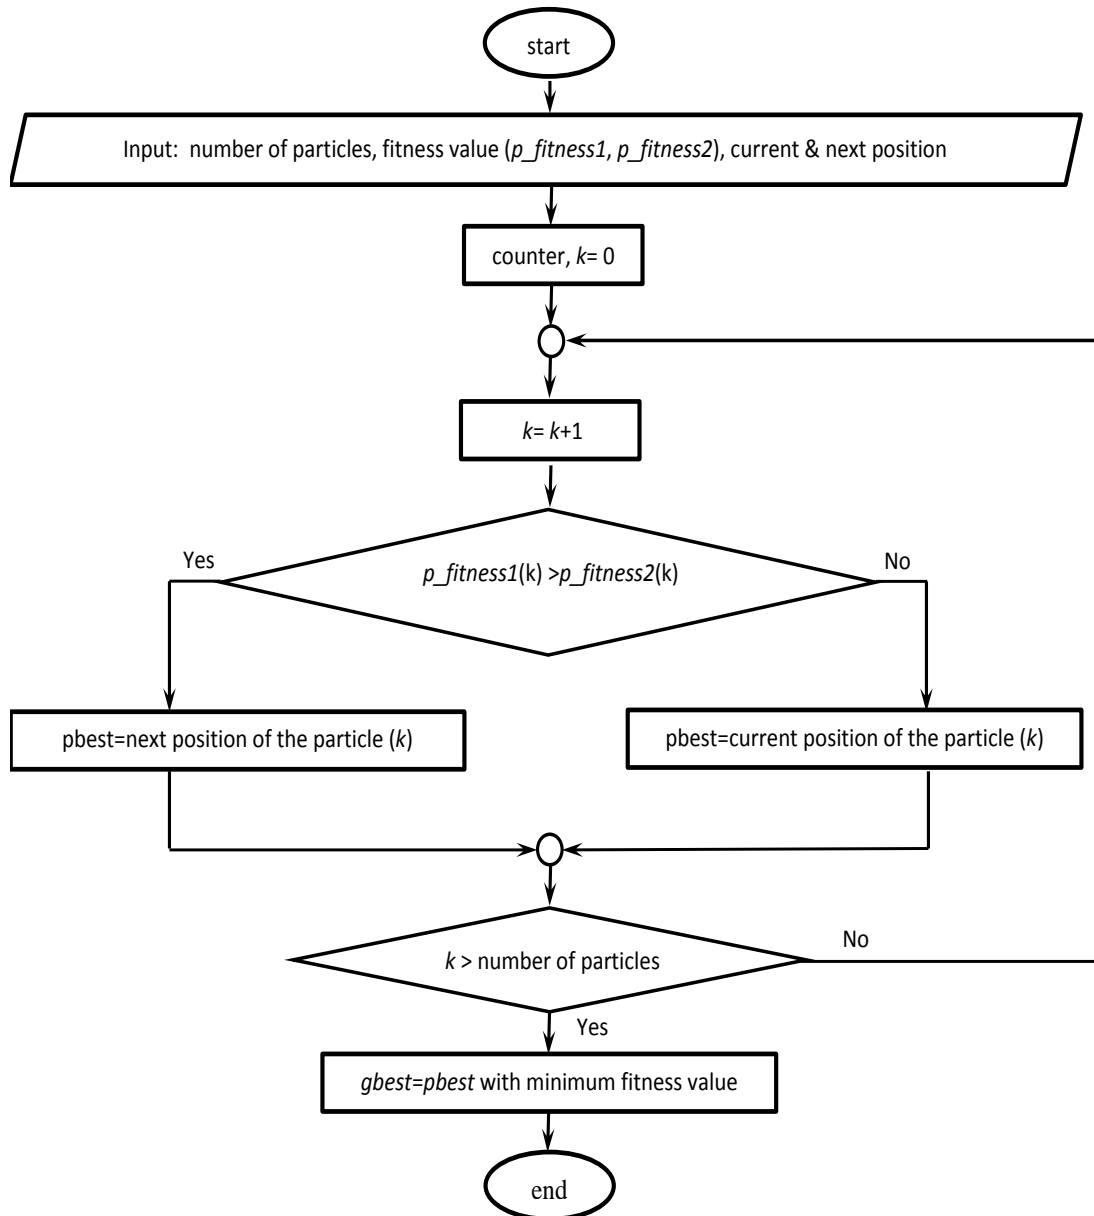 start
Input: number of particles, fitness value (p_fitness1, p_fitness2), current & next position
counter, k= 0
k= k+1
Yes
No
p_fitness1(k) >p_fitness2(k)
pbest=next position of the particle (k)
pbest=current position of the particle (k)
No
k > number of particles
Yes
gbest=pbest with minimum fitness value
end